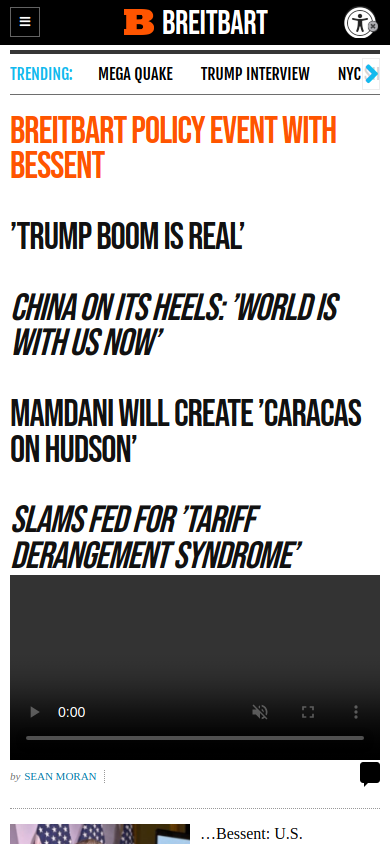 BREITBART
TRENDING: MEGA QUAKE TRUMP INTERVIEW NYC
BREITBART POLICY EVENT WITH
BESSENT
’TRUMP BOOM IS REAL’
CHINA ON ITS HEELS: ’WORLD IS
WITH US NOW’
MAMDANI WILL CREATE ’CARACAS
ON HUDSON’
SLAMS FED FOR ’TARIFF
DERANGEMENT SYNDROME’
0:00
by SEAN MORAN
…Bessent: U.S.